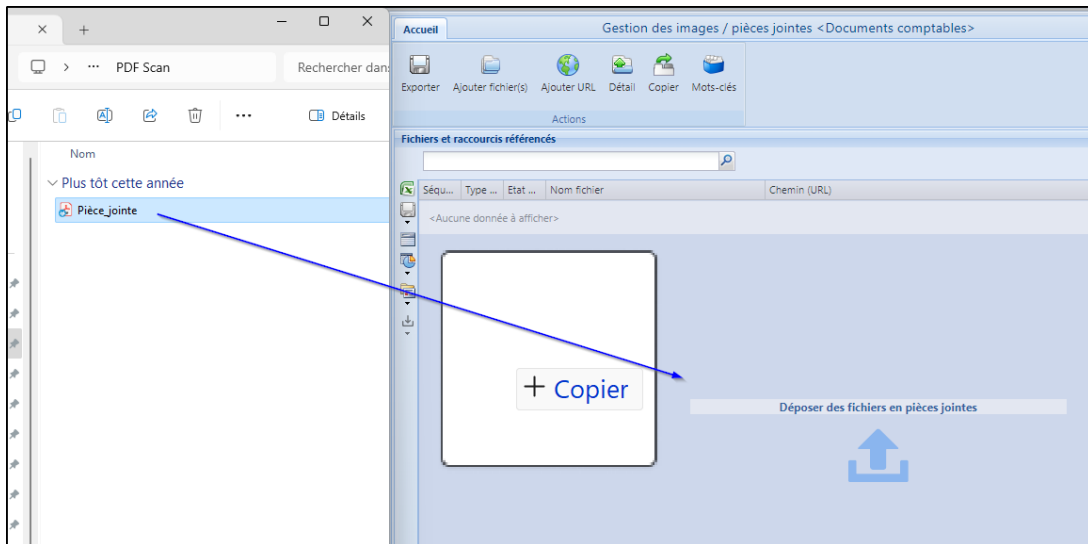 PDF Scan
Rechercher dans
Détails
Nom
Plus tôt cette année
Pièce_jointe
Accueil
Gestion des images / pièces jointes <Documents comptables>
Exporter Ajouter fichier(s) Ajouter URL Détail Copier Mots-clés
Actions
Fichiers et raccourcis référencés
Séqu... Type ... Etat ... Nom fichier Chemin (URL)
<Aucune donnée à afficher>
+ Copier
Déposer des fichiers en pièces jointes